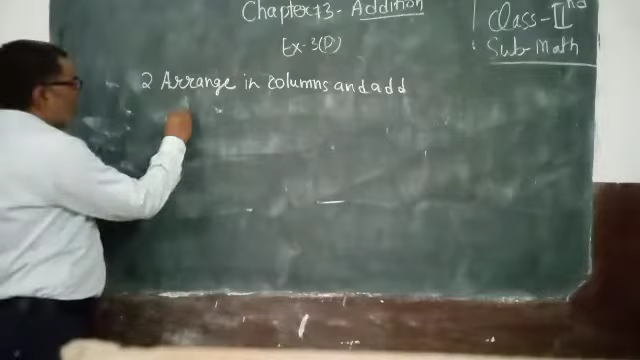 Chapter 3 - Addition
Ex-3(D)
Class-IInd
Sub-Math
2 Arrange in columns and add